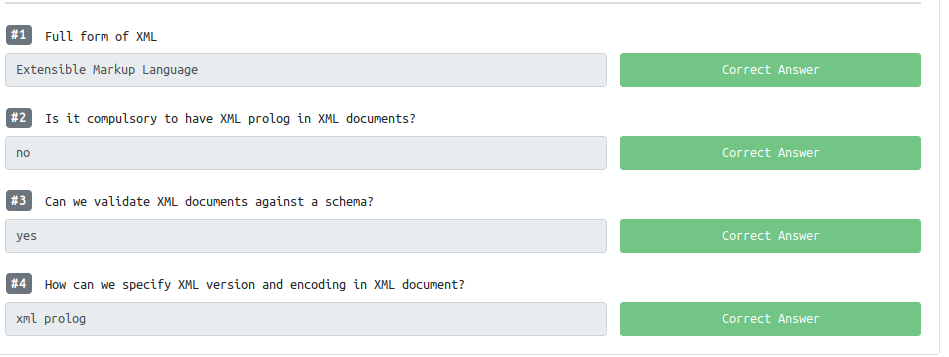 #1 Full form of XML
Extensible Markup Language Correct Answer
#2 Is it compulsory to have XML prolog in XML documents?
no Correct Answer
#3 Can we validate XML documents against a schema?
yes Correct Answer
#4 How can we specify XML version and encoding in XML document?
xml prolog Correct Answer